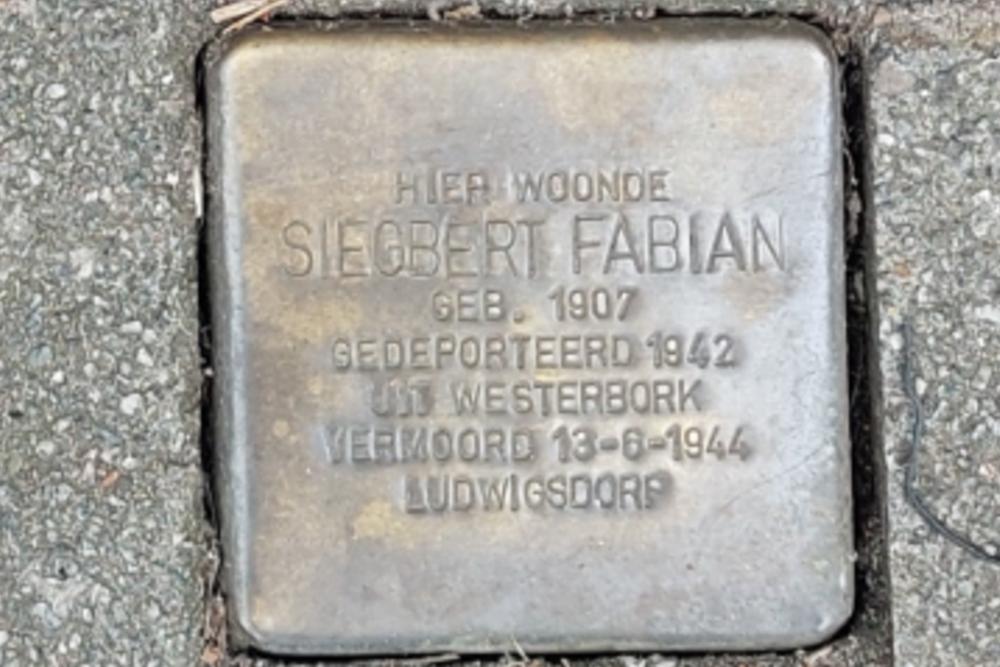 HIER WOONDE
SIEGBERT FABIAN
GEB. 1907
GEDEPORTEERD 1942
UIT WESTERBORK
VERMOORD 13-6-1944
LUDWIGSDORF